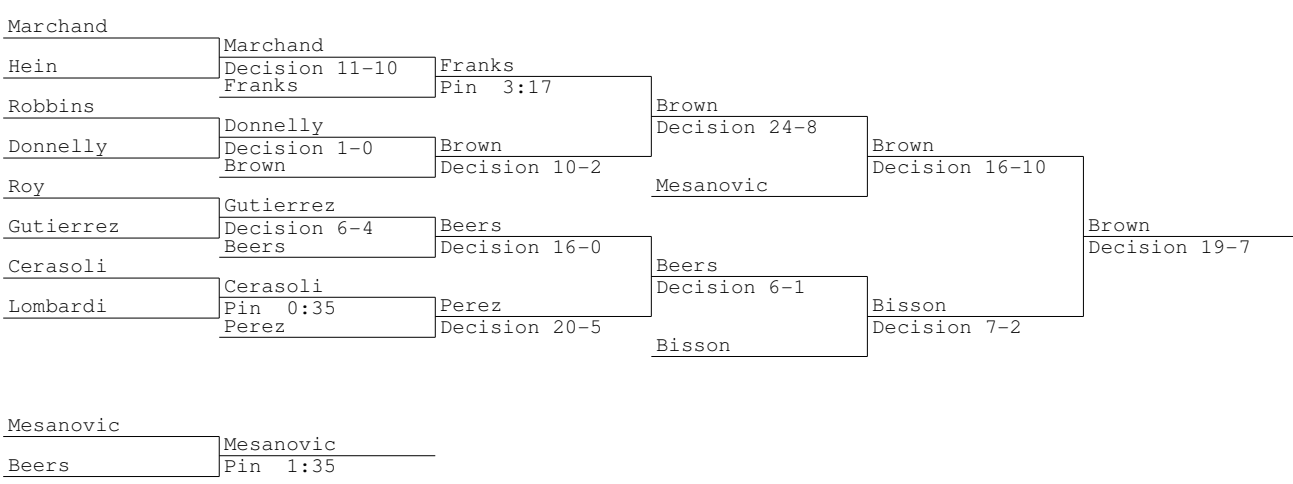 Marchand
Marchand
Hein
Decision 11-10
Franks
Franks
Pin 3:17
Robbins
Brown
Donnelly
Decision 24-8
Donnelly
Decision 1-0
Brown
Brown
Brown
Decision 10-2
Decision 16-10
Roy
Mesanovic
Gutierrez
Gutierrez
Decision 6-4
Beers
Brown
Beers
Decision 16-0
Decision 19-7
Cerasoli
Beers
Cerasoli
Decision 6-1
Lombardi
Pin 0:35
Perez
Bisson
Perez
Decision 20-5
Decision 7-2
Bisson
Mesanovic
Mesanovic
Beers
Pin 1:35